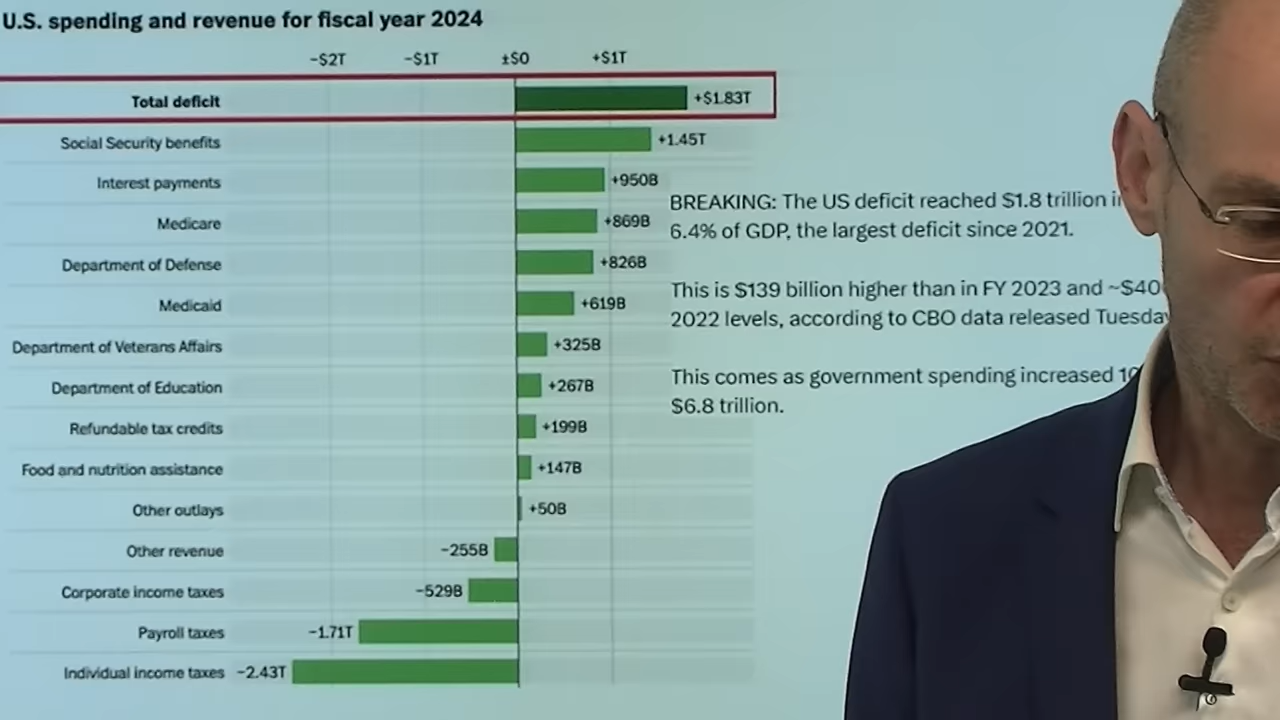 U.S. spending and revenue for fiscal year 2024
−$2T −$1T ±$0 +$1T
Total deficit +$1.83T
Social Security benefits +1.45T
Interest payments +950B
Medicare +869B
Department of Defense +826B
Medicaid +619B
Department of Veterans Affairs +325B
Department of Education +267B
Refundable tax credits +199B
Food and nutrition assistance +147B
Other outlays +50B
Other revenue −255B
Corporate income taxes −529B
Payroll taxes −1.71T
Individual income taxes −2.43T
BREAKING: The US deficit reached $1.8 trillion
6.4% of GDP, the largest deficit since 2021.
This is $139 billion higher than in FY 2023 and
2022 levels, according to CBO data released
This comes as government spending increased
$6.8 trillion.